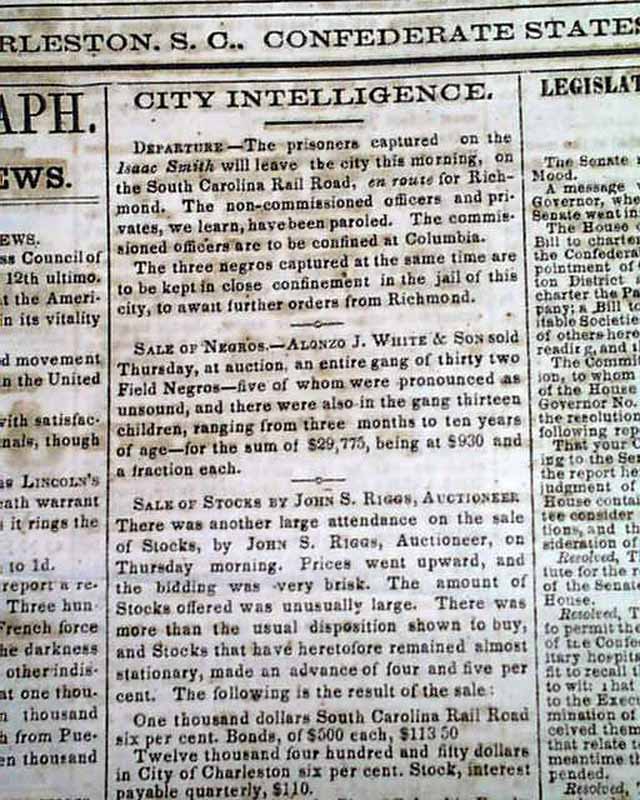 RLESTON, S. C., CONFEDERATE STATES
APH.
EWS.
EWS.
ss Council of
12th ultimo.
t the Ameri-
n its vitality
d movement
n the United
with satisfac-
nals, though
LINCOLN'S
eath warrant
s it rings the
to 1d.
report a re-
Three hun-
French force
he darkness
other indis-
at one thou-
n thousand
h from Pue-
en thousand
CITY INTELLIGENCE.
DEPARTURE—The prisoners captured on the
Isaac Smith will leave the city this morning, on
the South Carolina Rail Road, en route for Rich-
mond. The non-commissioned officers and pri-
vates, we learn, have been paroled. The commis-
sioned officers are to be confined at Columbia.
The three negros captured at the same time are
to be kept in close confinement in the jail of this
city, to await further orders from Richmond.
SALE OF NEGROS.—ALONZO J. WHITE & SON sold
Thursday, at auction, an entire gang of thirty two
Field Negros—five of whom were pronounced as
unsound, and there were also in the gang thirteen
children, ranging from three months to ten years
of age—for the sum of $29,775, being at $930 and
a fraction each.
SALE OF STOCKS BY JOHN S. RIGGS, AUCTIONEER
There was another large attendance on the sale
of Stocks, by JOHN S. RIGGS, Auctioneer, on
Thursday morning. Prices went upward, and
the bidding was very brisk. The amount of
Stocks offered was unusually large. There was
more than the usual disposition shown to buy,
and Stocks that have heretofore remained almost
stationary, made an advance of four and five per
cent. The following is the result of the sale:
One thousand dollars South Carolina Rail Road
six per cent. Bonds, of $500 each, $113 50
Twelve thousand four hundred and fifty dollars
in City of Charleston six per cent. Stock, interest
payable quarterly, $110.
LEGISLAT
The Senate
Mood.
A message
Governor, whe
Senate went in
The House
Bill to charte
the Confedera
pointment of
ton District a
charter the Pa
pany; a Bill to
itable Societie
of others here
reading, and t
The Commit
ion, to whom
of the House
Governor No.
the resolution
following rep
That your C
ing to the Sen
the report he
judgment of
House conta
tee consider
tions, and th
sideration of
Resolved, T
tute for the r
of the Senat
House.
Resolved, T
to permit the
of the Confe
itary hospita
fit to recall t
to wit: that
to the Execu
mination of
ceived them
that relate t
meantime th
pended.
Resolved,